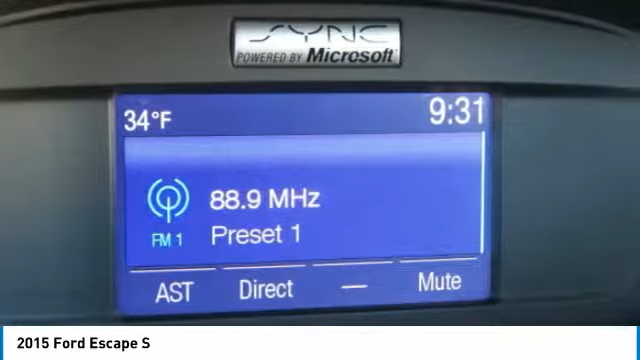 SYNC
POWERED BY Microsoft
34°F 9:31
88.9 MHz
FM 1 Preset 1
AST Direct — Mute
2015 Ford Escape S